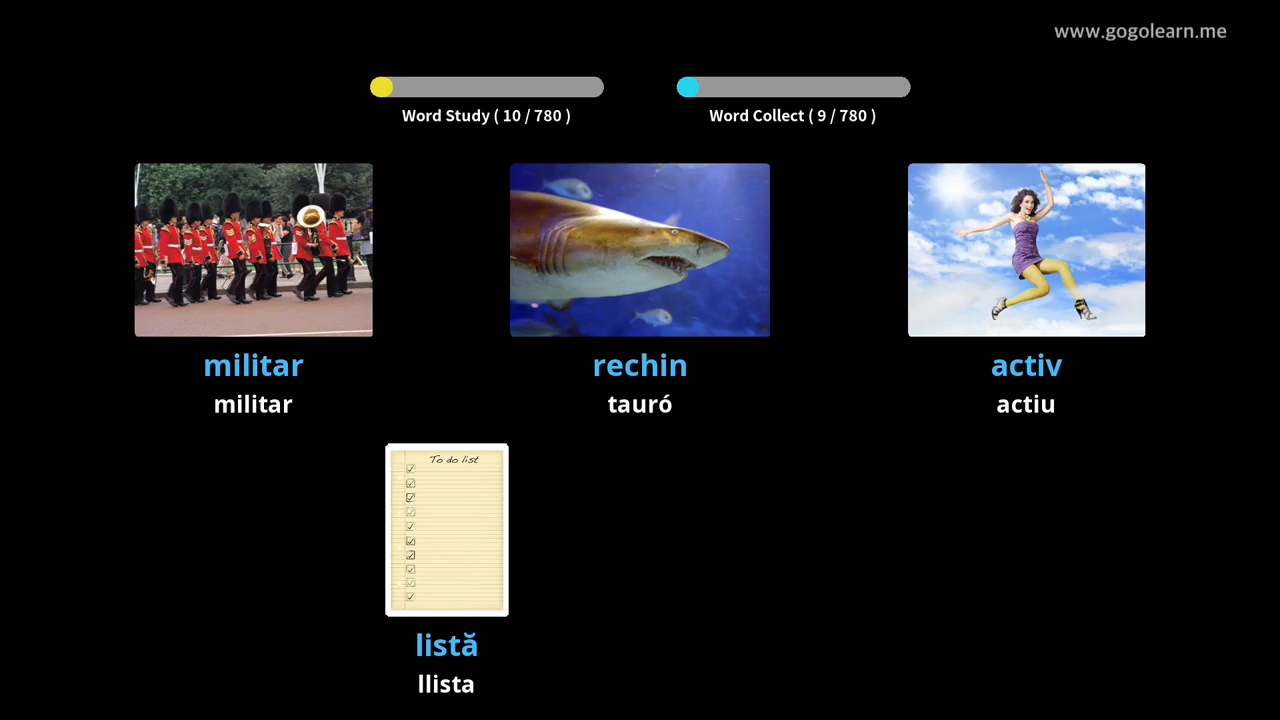 www.gogolearn.me
Word Study ( 10 / 780 )
Word Collect ( 9 / 780 )
militar
militar
rechin
tauró
activ
actiu
To do list
listă
llista